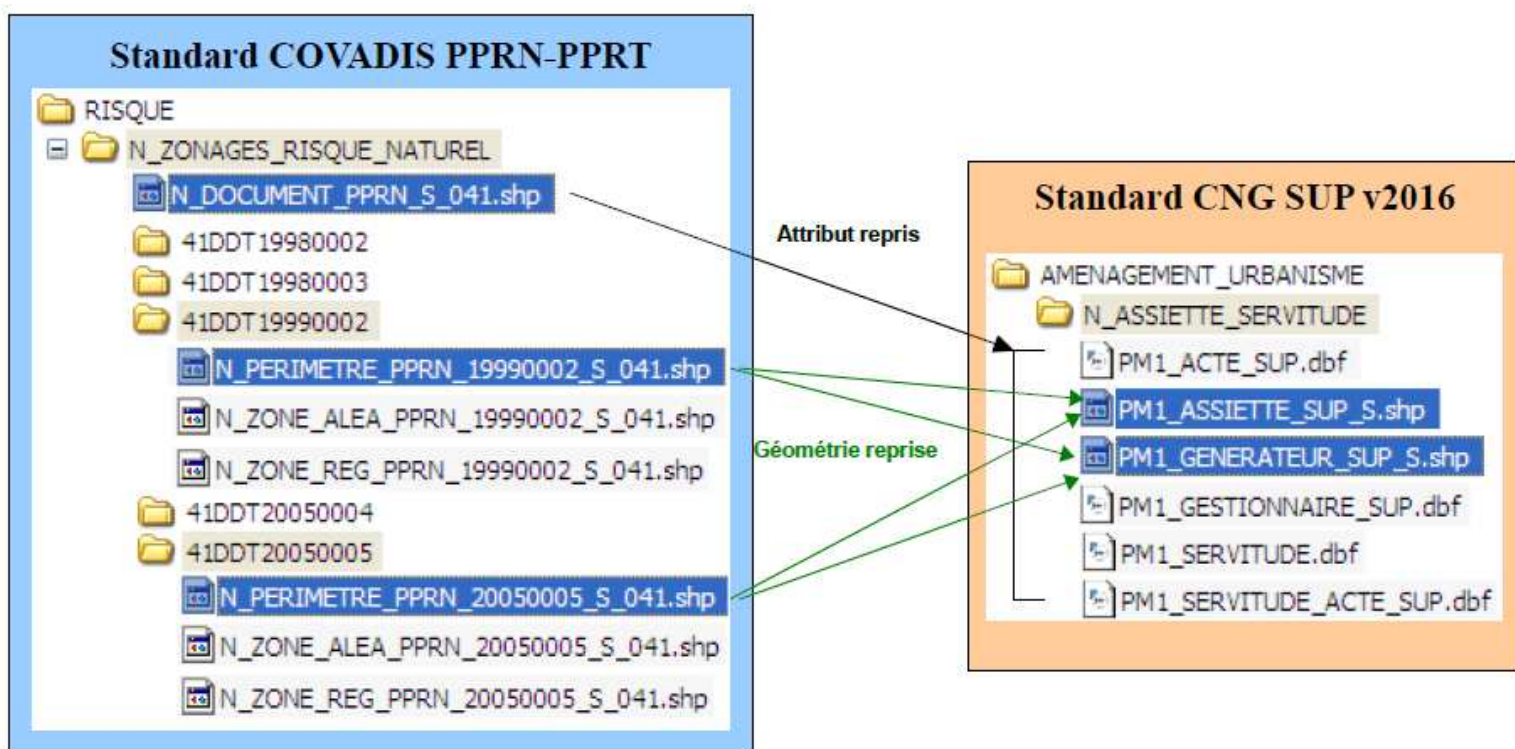 Standard COVADIS PPRN-PPRT
RISQUE
N_ZONAGES_RISQUE_NATUREL
N_DOCUMENT_PPRN_S_041.shp
41DDT19980002
41DDT19980003
41DDT19990002
N_PERIMETRE_PPRN_19990002_S_041.shp
N_ZONE_ALEA_PPRN_19990002_S_041.shp
N_ZONE_REG_PPRN_19990002_S_041.shp
41DDT20050004
41DDT20050005
N_PERIMETRE_PPRN_20050005_S_041.shp
N_ZONE_ALEA_PPRN_20050005_S_041.shp
N_ZONE_REG_PPRN_20050005_S_041.shp
Attribut repris
Géométrie reprise
Standard CNG SUP v2016
AMENAGEMENT_URBANISME
N_ASSIETTE_SERVITUDE
PM1_ACTE_SUP.dbf
PM1_ASSIETTE_SUP_S.shp
PM1_GENERATEUR_SUP_S.shp
PM1_GESTIONNAIRE_SUP.dbf
PM1_SERVITUDE.dbf
PM1_SERVITUDE_ACTE_SUP.dbf